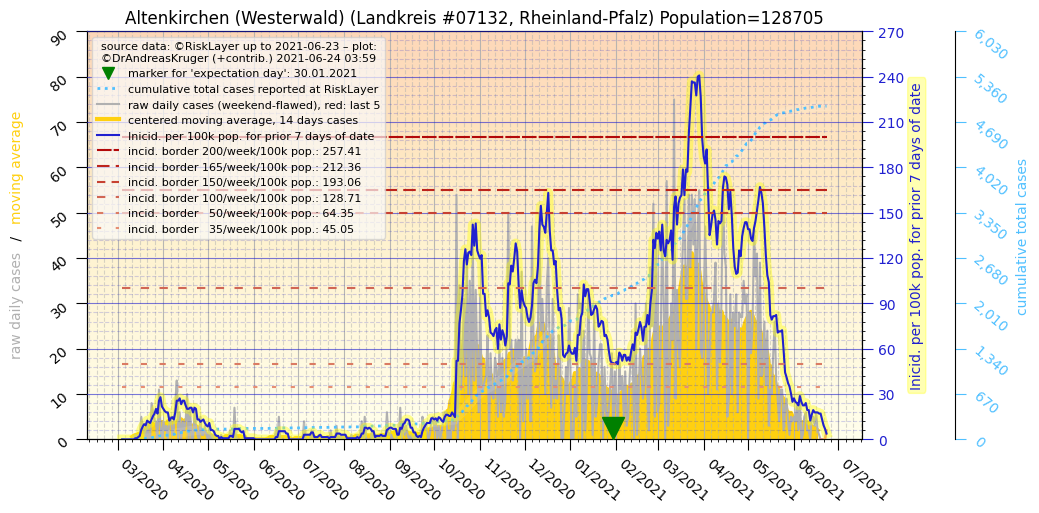 Altenkirchen (Westerwald) (Landkreis #07132, Rheinland-Pfalz) Population=128705
source data: ©RiskLayer up to 2021-06-23 – plot:
©DrAndreasKruger (+contrib.) 2021-06-24 03:59
marker for 'expectation day': 30.01.2021
cumulative total cases reported at RiskLayer
raw daily cases (weekend-flawed), red: last 5
centered moving average, 14 days cases
Inicid. per 100k pop. for prior 7 days of date
incid. border 200/week/100k pop.: 257.41
incid. border 165/week/100k pop.: 212.36
incid. border 150/week/100k pop.: 193.06
incid. border 100/week/100k pop.: 128.71
incid. border   50/week/100k pop.: 64.35
incid. border   35/week/100k pop.: 45.05
raw daily cases   /   moving average
90
80
70
60
50
40
30
20
10
0
03/2020
04/2020
05/2020
06/2020
07/2020
08/2020
09/2020
10/2020
11/2020
12/2020
01/2021
02/2021
03/2021
04/2021
05/2021
06/2021
07/2021
270
240
210
180
150
120
90
60
30
0
Inicid. per 100k pop. for prior 7 days of date
6,030
5,360
4,690
4,020
3,350
2,680
2,010
1,340
670
0
cumulative total cases